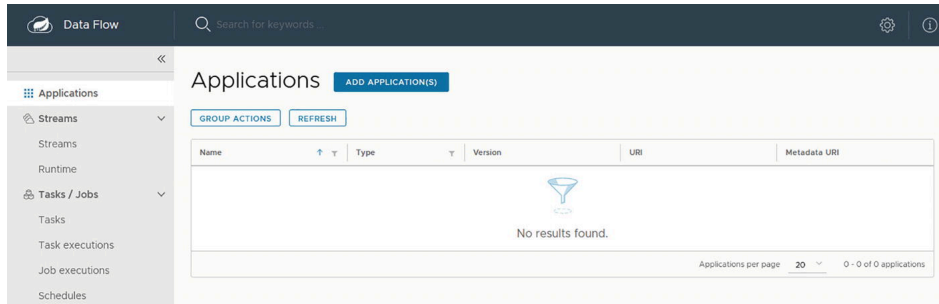 Data Flow
Search for keywords ...
Applications
Streams
Streams
Runtime
Tasks / Jobs
Tasks
Task executions
Job executions
Schedules
Applications ADD APPLICATION(S)
GROUP ACTIONS REFRESH
Name Type Version URI Metadata URI
No results found.
Applications per page 20 0 - 0 of 0 applications